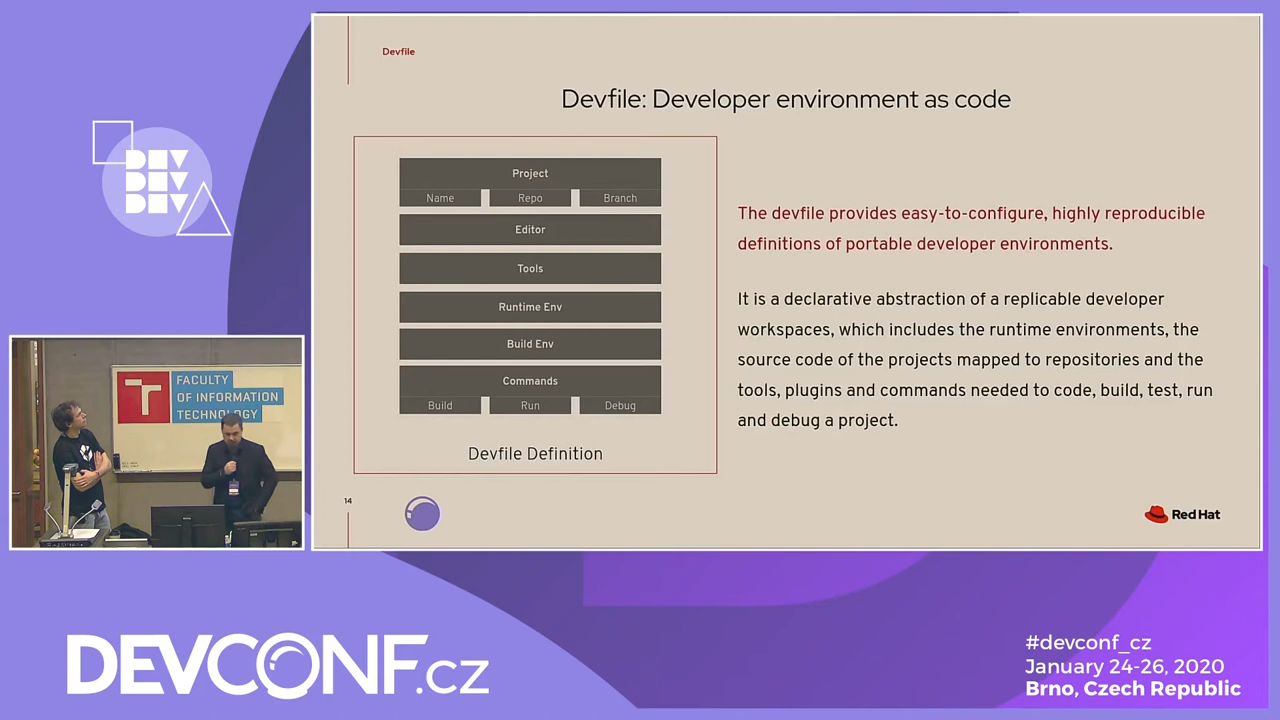 Devfile
Devfile: Developer environment as code
Project
Name Repo Branch
Editor
Tools
Runtime Env
Build Env
Commands
Build Run Debug
Devfile Definition
The devfile provides easy-to-configure, highly reproducible
definitions of portable developer environments.
It is a declarative abstraction of a replicable developer
workspaces, which includes the runtime environments, the
source code of the projects mapped to repositories and the
tools, plugins and commands needed to code, build, test, run
and debug a project.
14
Red Hat
DEV
DEV
DEV
T
FACULTY
OF INFORMATION
TECHNOLOGY
DEVCONF.cz
#devconf_cz
January 24-26, 2020
Brno, Czech Republic